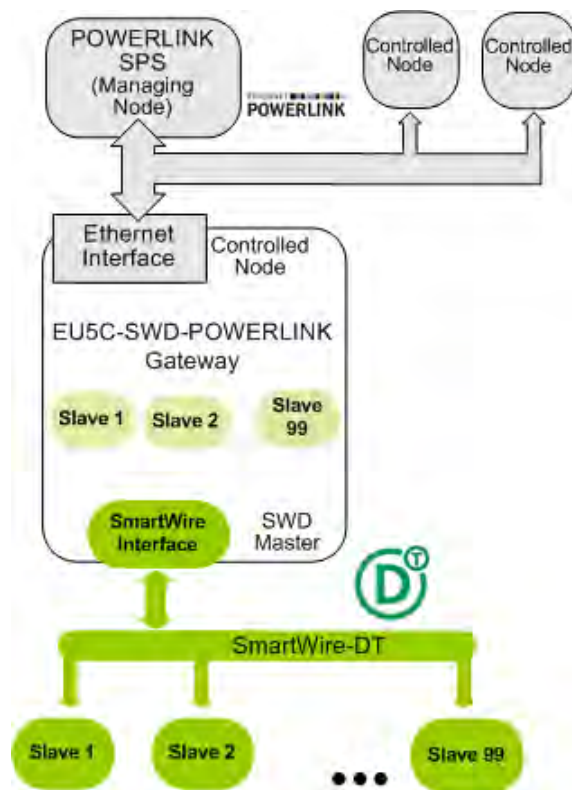 POWERLINK
SPS
(Managing
Node)
POWERLINK
Controlled
Node
Controlled
Node
Ethernet
Interface
Controlled
Node
EU5C-SWD-POWERLINK
Gateway
Slave 1
Slave 2
Slave
99
SmartWire
Interface
SWD
Master
D
T
SmartWire-DT
Slave 1
Slave 2
•••
Slave 99